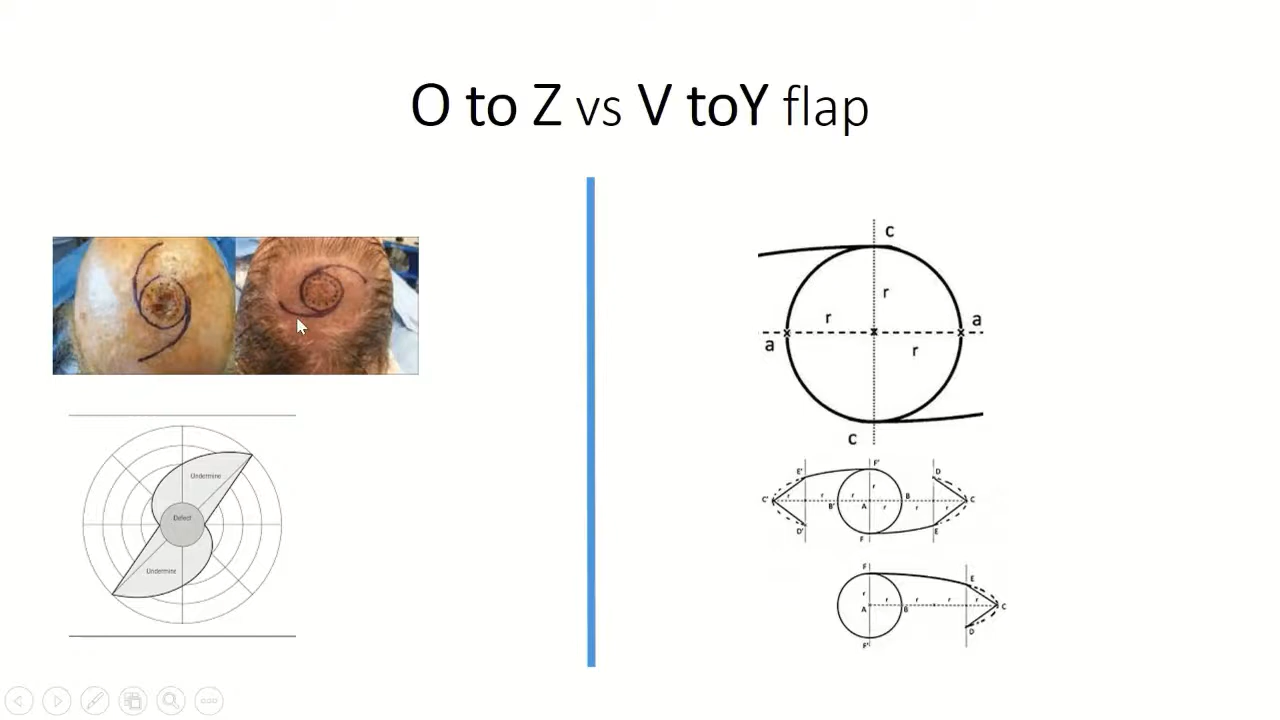 O to Z vs V toY flap
c
r
r
a
a
r
c
Undermine
Defect
Undermine
E' F' D
C' r r r r B C
B' A r r r
D' F E
F E
r r r r
A B C
D
F'